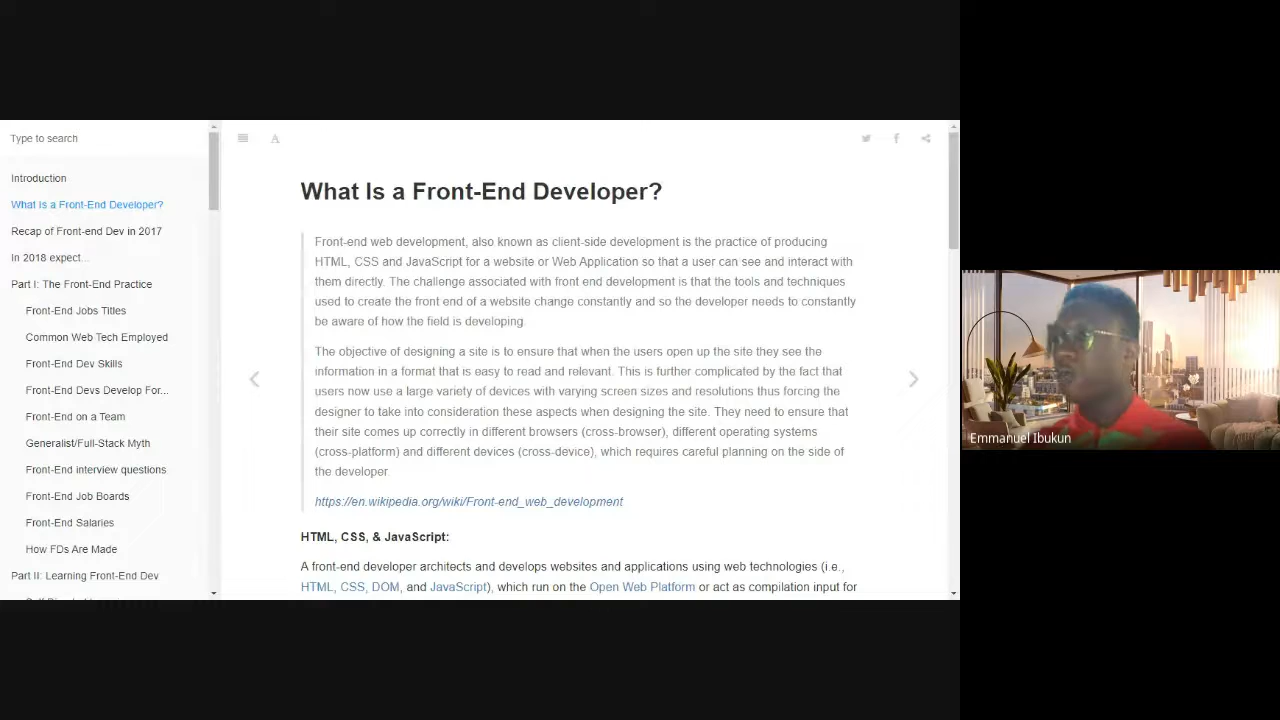 Type to search
Introduction
What Is a Front-End Developer?
Recap of Front-end Dev in 2017
In 2018 expect...
Part I: The Front-End Practice
Front-End Jobs Titles
Common Web Tech Employed
Front-End Dev Skills
Front-End Devs Develop For...
Front-End on a Team
Generalist/Full-Stack Myth
Front-End interview questions
Front-End Job Boards
Front-End Salaries
How FDs Are Made
Part II: Learning Front-End Dev
A
What Is a Front-End Developer?
Front-end web development, also known as client-side development is the practice of producing
HTML, CSS and JavaScript for a website or Web Application so that a user can see and interact with
them directly. The challenge associated with front end development is that the tools and techniques
used to create the front end of a website change constantly and so the developer needs to constantly
be aware of how the field is developing.
The objective of designing a site is to ensure that when the users open up the site they see the
information in a format that is easy to read and relevant. This is further complicated by the fact that
users now use a large variety of devices with varying screen sizes and resolutions thus forcing the
designer to take into consideration these aspects when designing the site. They need to ensure that
their site comes up correctly in different browsers (cross-browser), different operating systems
(cross-platform) and different devices (cross-device), which requires careful planning on the side of
the developer.
https://en.wikipedia.org/wiki/Front-end_web_development
HTML, CSS, & JavaScript:
A front-end developer architects and develops websites and applications using web technologies (i.e.,
HTML, CSS, DOM, and JavaScript), which run on the Open Web Platform or act as compilation input for
Emmanuel Ibukun